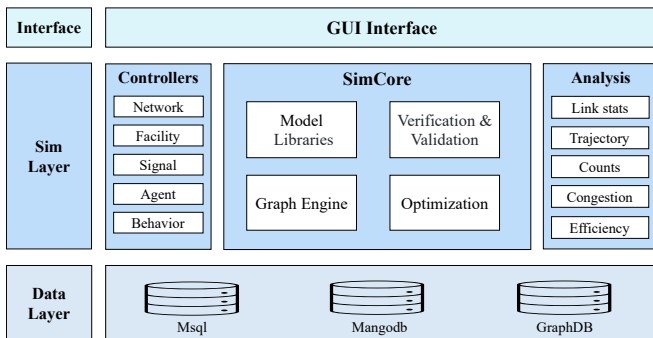 Interface
GUI Interface
Sim
Layer
Controllers
Network
Facility
Signal
Agent
Behavior
SimCore
Model
Libraries
Verification &
Validation
Graph Engine
Optimization
Analysis
Link stats
Trajectory
Counts
Congestion
Efficiency
Data
Layer
Msql
Mangodb
GraphDB